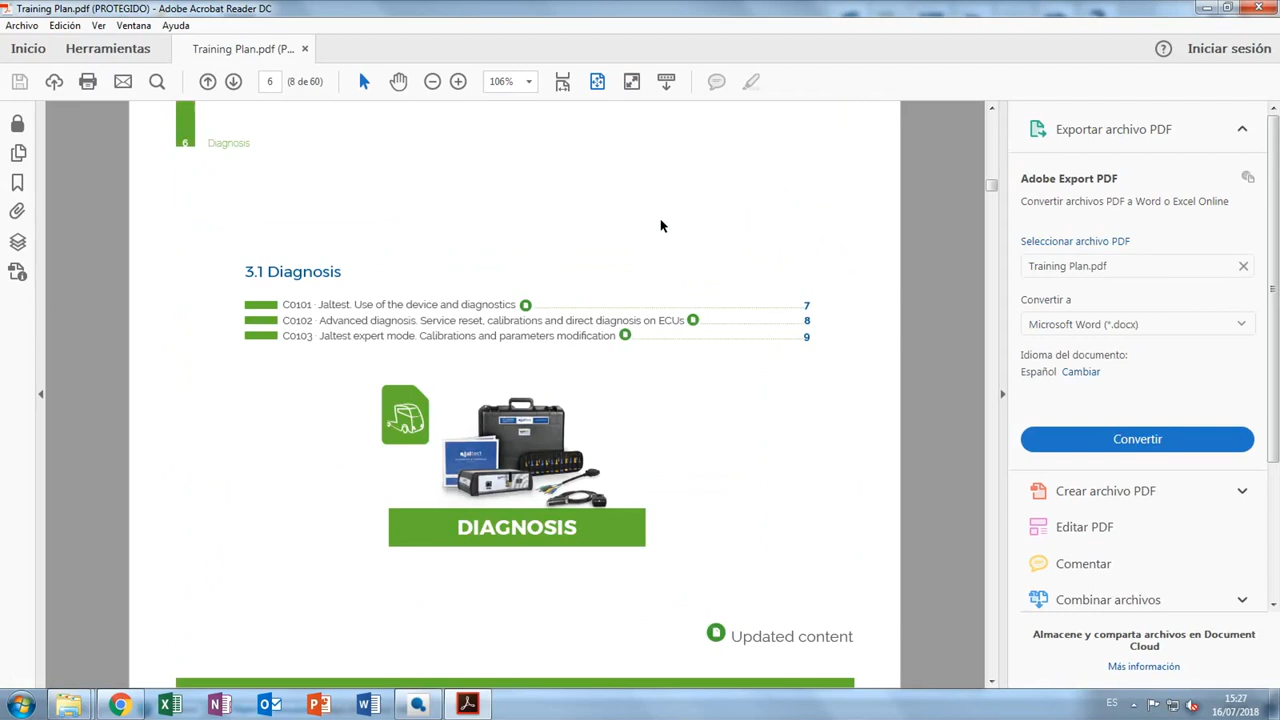 Training Plan.pdf (PROTEGIDO) - Adobe Acrobat Reader DC
Archivo Edición Ver Ventana Ayuda
Inicio Herramientas Training Plan.pdf (P... × Iniciar sesión
6 (8 de 60) 106%
6 Diagnosis
3.1 Diagnosis
C0101 · Jaltest. Use of the device and diagnostics 7
C0102 · Advanced diagnosis. Service reset, calibrations and direct diagnosis on ECUs 8
C0103 · Jaltest expert mode. Calibrations and parameters modification 9
jaltest
DIAGNOSIS
Updated content
Exportar archivo PDF
Adobe Export PDF
Convertir archivos PDF a Word o Excel Online
Seleccionar archivo PDF
Training Plan.pdf
Convertir a
Microsoft Word (*.docx)
Idioma del documento:
Español Cambiar
Convertir
Crear archivo PDF
Editar PDF
Comentar
Combinar archivos
Almacene y comparta archivos en Document
Cloud
Más información
ES
15:27
16/07/2018